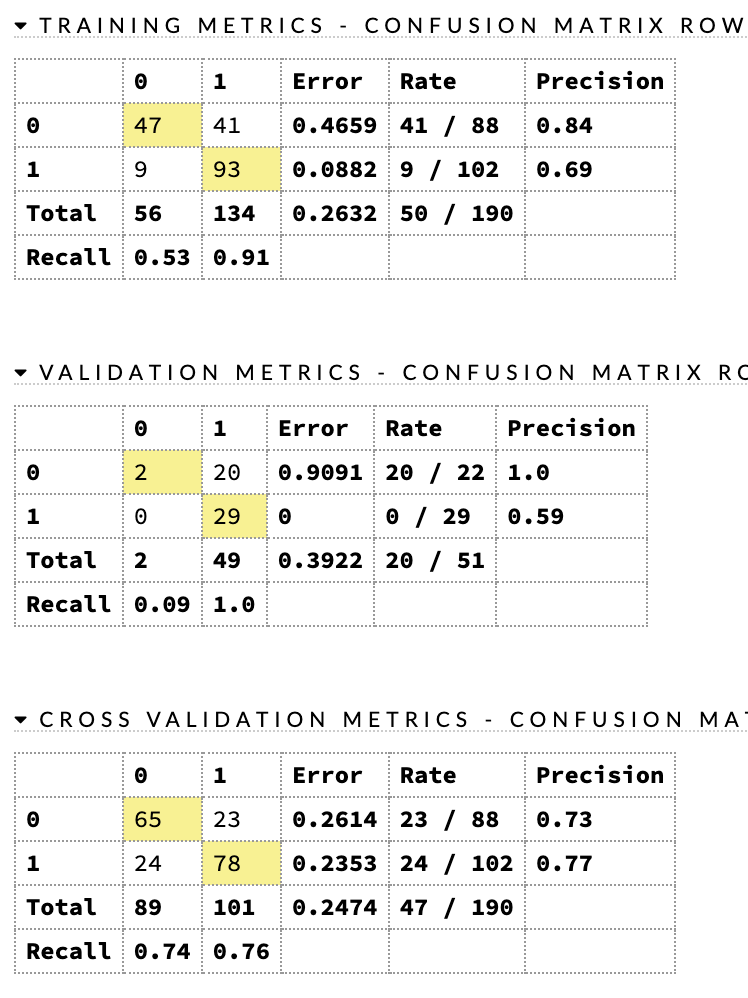 TRAINING METRICS - CONFUSION MATRIX ROW
0 1 Error Rate Precision
0 47 41 0.4659 41 / 88 0.84
1 9 93 0.0882 9 / 102 0.69
Total 56 134 0.2632 50 / 190
Recall 0.53 0.91
VALIDATION METRICS - CONFUSION MATRIX RO
0 1 Error Rate Precision
0 2 20 0.9091 20 / 22 1.0
1 0 29 0 0 / 29 0.59
Total 2 49 0.3922 20 / 51
Recall 0.09 1.0
CROSS VALIDATION METRICS - CONFUSION MAT
0 1 Error Rate Precision
0 65 23 0.2614 23 / 88 0.73
1 24 78 0.2353 24 / 102 0.77
Total 89 101 0.2474 47 / 190
Recall 0.74 0.76